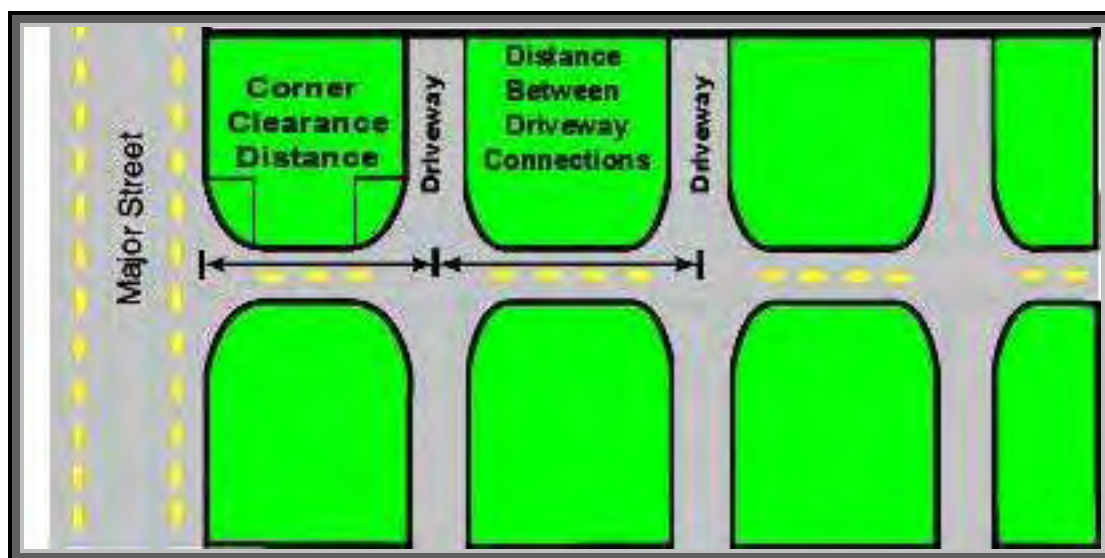 Major Street
Corner
Clearance
Distance
Driveway
Distance
Between
Driveway
Connections
Driveway